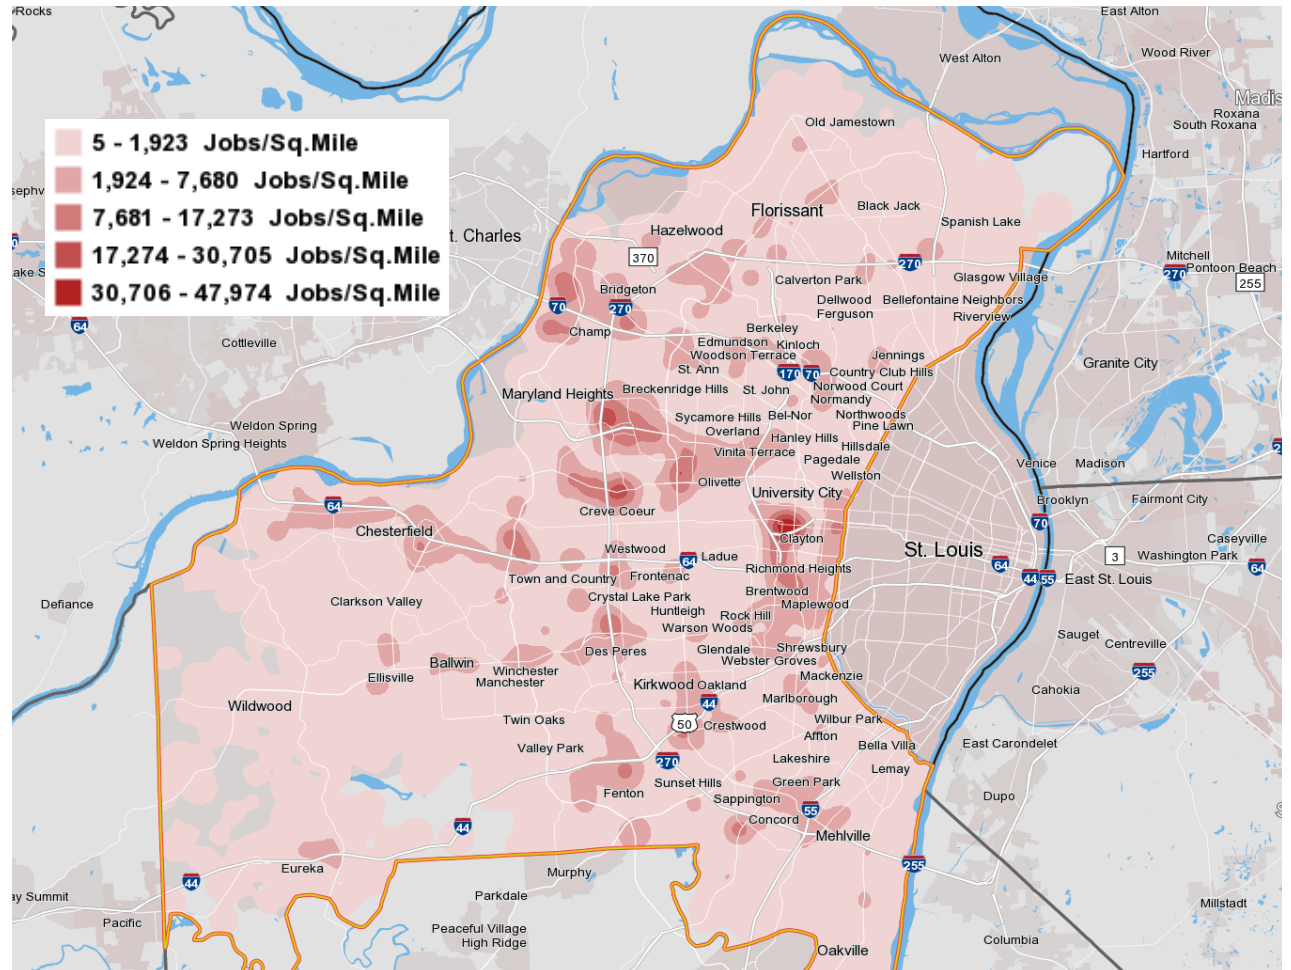 Rocks
East Alton
Wood River
West Alton
Madis
Roxana
South Roxana
Old Jamestown
5 - 1,923 Jobs/Sq.Mile
1,924 - 7,680 Jobs/Sq.Mile
7,681 - 17,273 Jobs/Sq.Mile
17,274 - 30,705 Jobs/Sq.Mile
30,706 - 47,974 Jobs/Sq.Mile
Hartford
Florissant
Black Jack
Spanish Lake
Hazelwood
t. Charles
370
270
Mitchell
270
Pontoon Beach
255
Glasgow Village
Calverton Park
Bridgeton
70
270
Dellwood
Bellefontaine Neighbors
Ferguson
Riverview
64
Champ
Berkeley
Cottleville
Edmundson
Kinloch
Woodson Terrace
Jennings
St. Ann
170
70
Country Club Hills
Granite City
Maryland Heights
Breckenridge Hills
St. John
Norwood Court
Normandy
Sycamore Hills
Bel-Nor
Northwoods
Weldon Spring
Overland
Pine Lawn
Weldon Spring Heights
Hanley Hills
Hillsdale
Vinita Terrace
Pagedale
Venice
Madison
Wellston
Olivette
University City
Brooklyn
Fairmont City
64
Creve Coeur
70
Chesterfield
Clayton
Caseyville
Westwood
64
Ladue
St. Louis
3
Washington Park
64
64
Richmond Heights
44
55
East St. Louis
Town and Country
Frontenac
Defiance
Clarkson Valley
Crystal Lake Park
Brentwood
Huntleigh
Rock Hill
Maplewood
Warson Woods
Sauget
Centreville
Des Peres
Glendale
Shrewsbury
Webster Groves
255
Ballwin
Winchester
Ellisville
Manchester
Kirkwood
Oakland
Mackenzie
Cahokia
44
Marlborough
Wildwood
Twin Oaks
50
Crestwood
Wilbur Park
Affton
Valley Park
Bella Villa
East Carondelet
270
Lakeshire
Lemay
Sunset Hills
Green Park
Fenton
Sappington
Dupo
55
Concord
44
Mehlville
255
Eureka
Murphy
44
ay Summit
Parkdale
Millstadt
Pacific
Peaceful Village
High Ridge
Columbia
Oakville